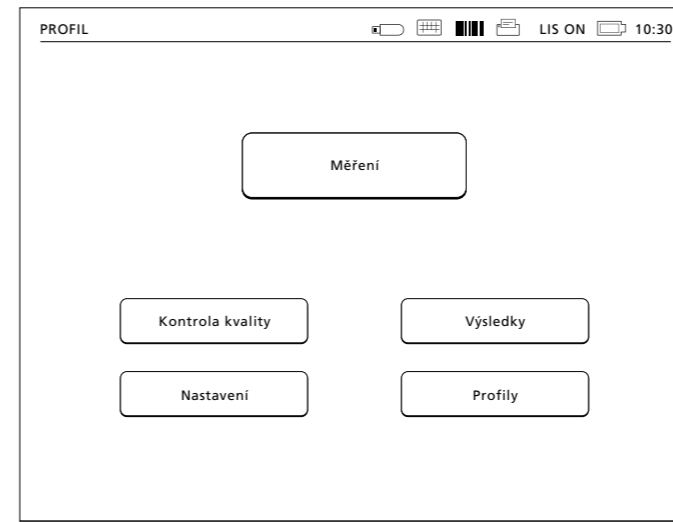 PROFIL LIS ON 10:30
Měření
Kontrola kvality Výsledky
Nastavení Profily